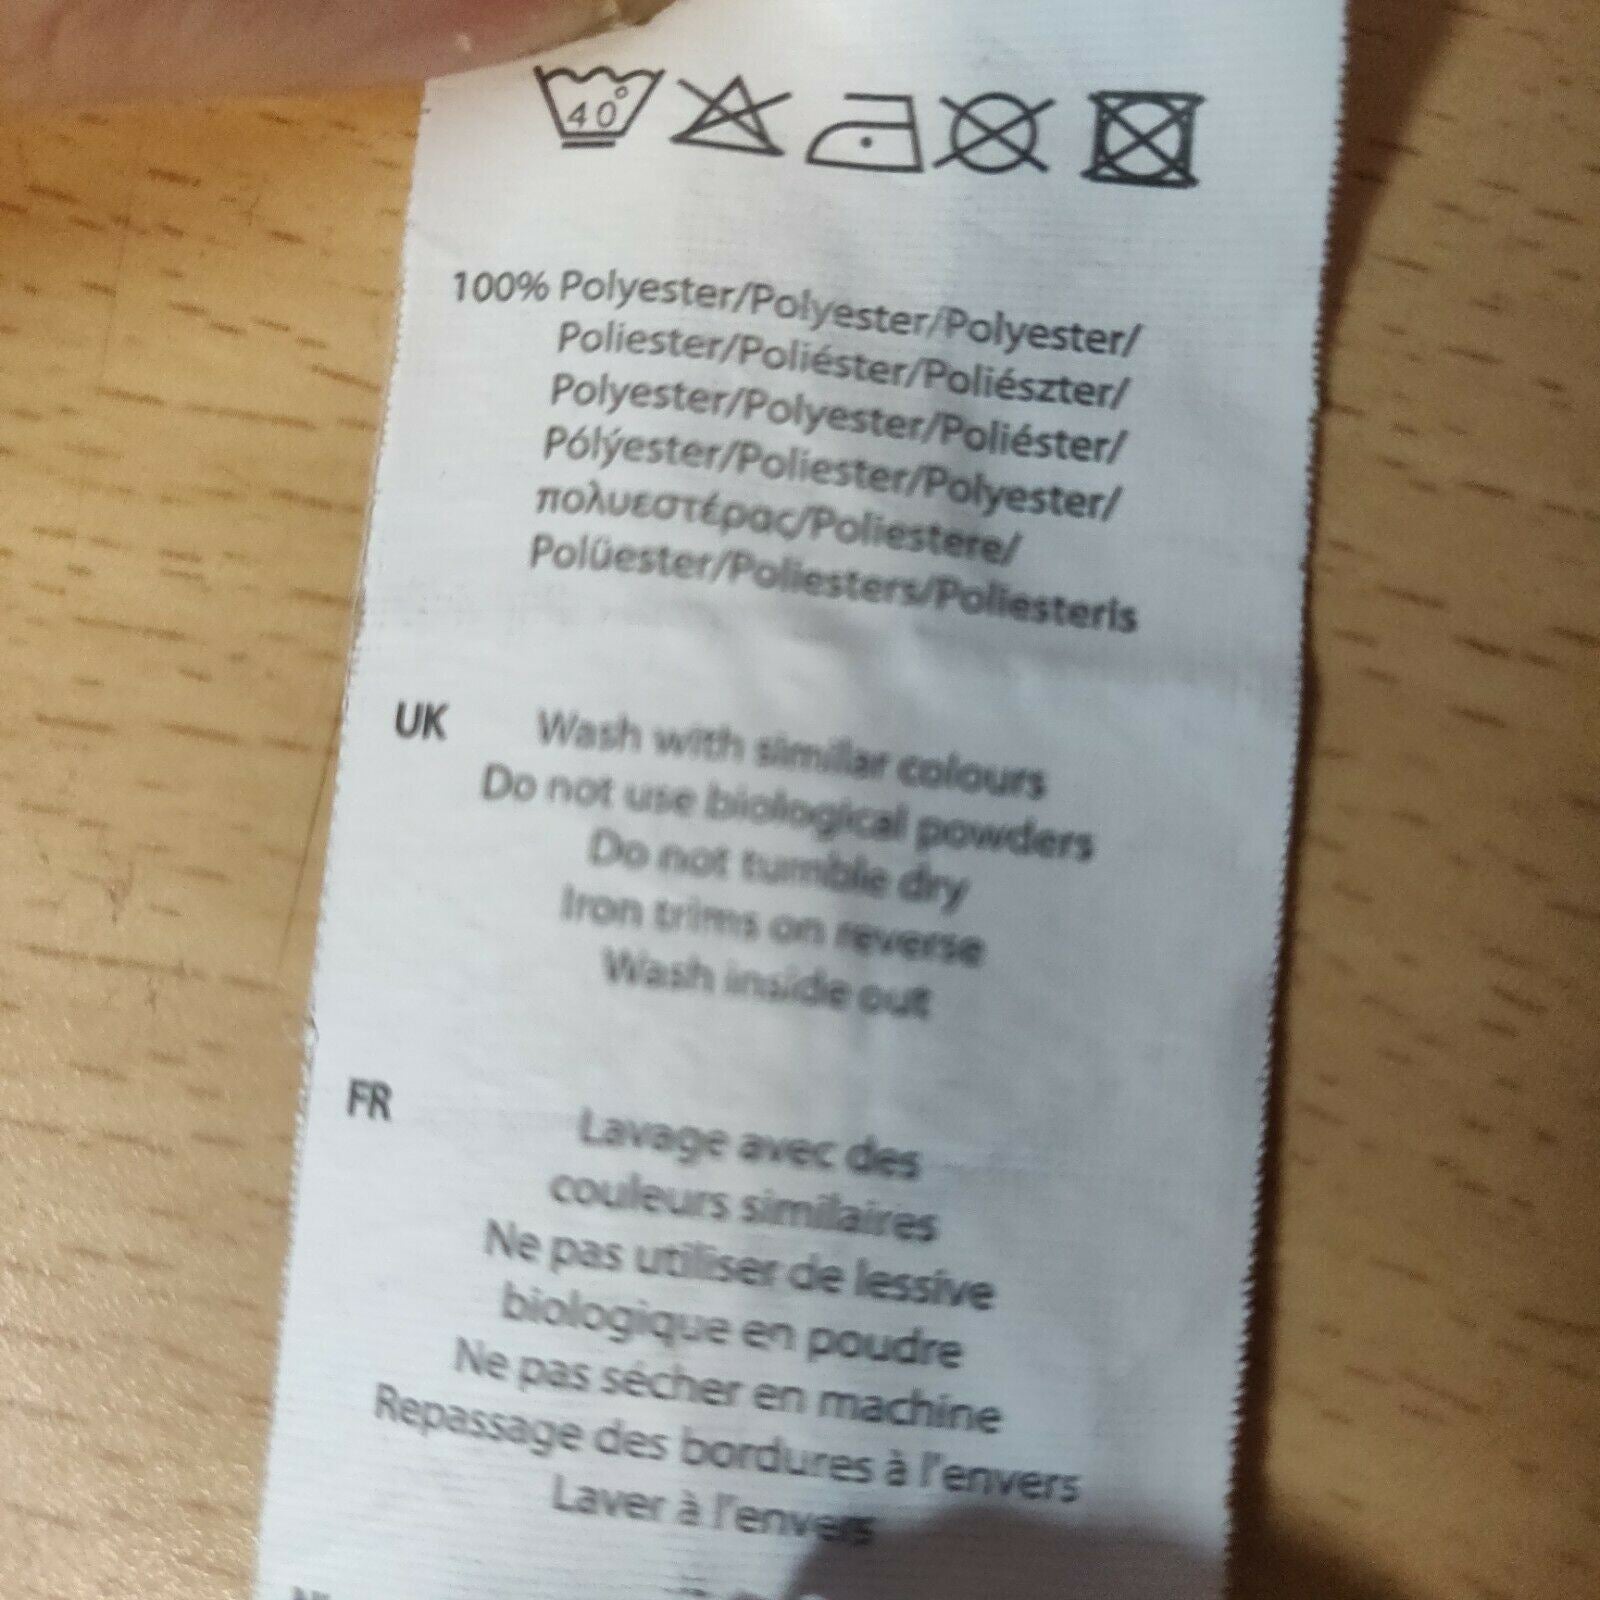 40°
100% Polyester/Polyester/Polyester/
Poliester/Poliéster/Poliészter/
Polyester/Polyester/Poliéster/
Pólýester/Poliester/Polyester/
πολυεστέρας/Poliestere/
Polüester/Poliesters/Poliesteris
UK Wash with similar colours
Do not use biological powders
Do not tumble dry
Iron trims on reverse
Wash inside out
FR Lavage avec des
couleurs similaires
Ne pas utiliser de lessive
biologique en poudre
Ne pas sécher en machine
Repassage des bordures à l'envers
Laver à l'envers